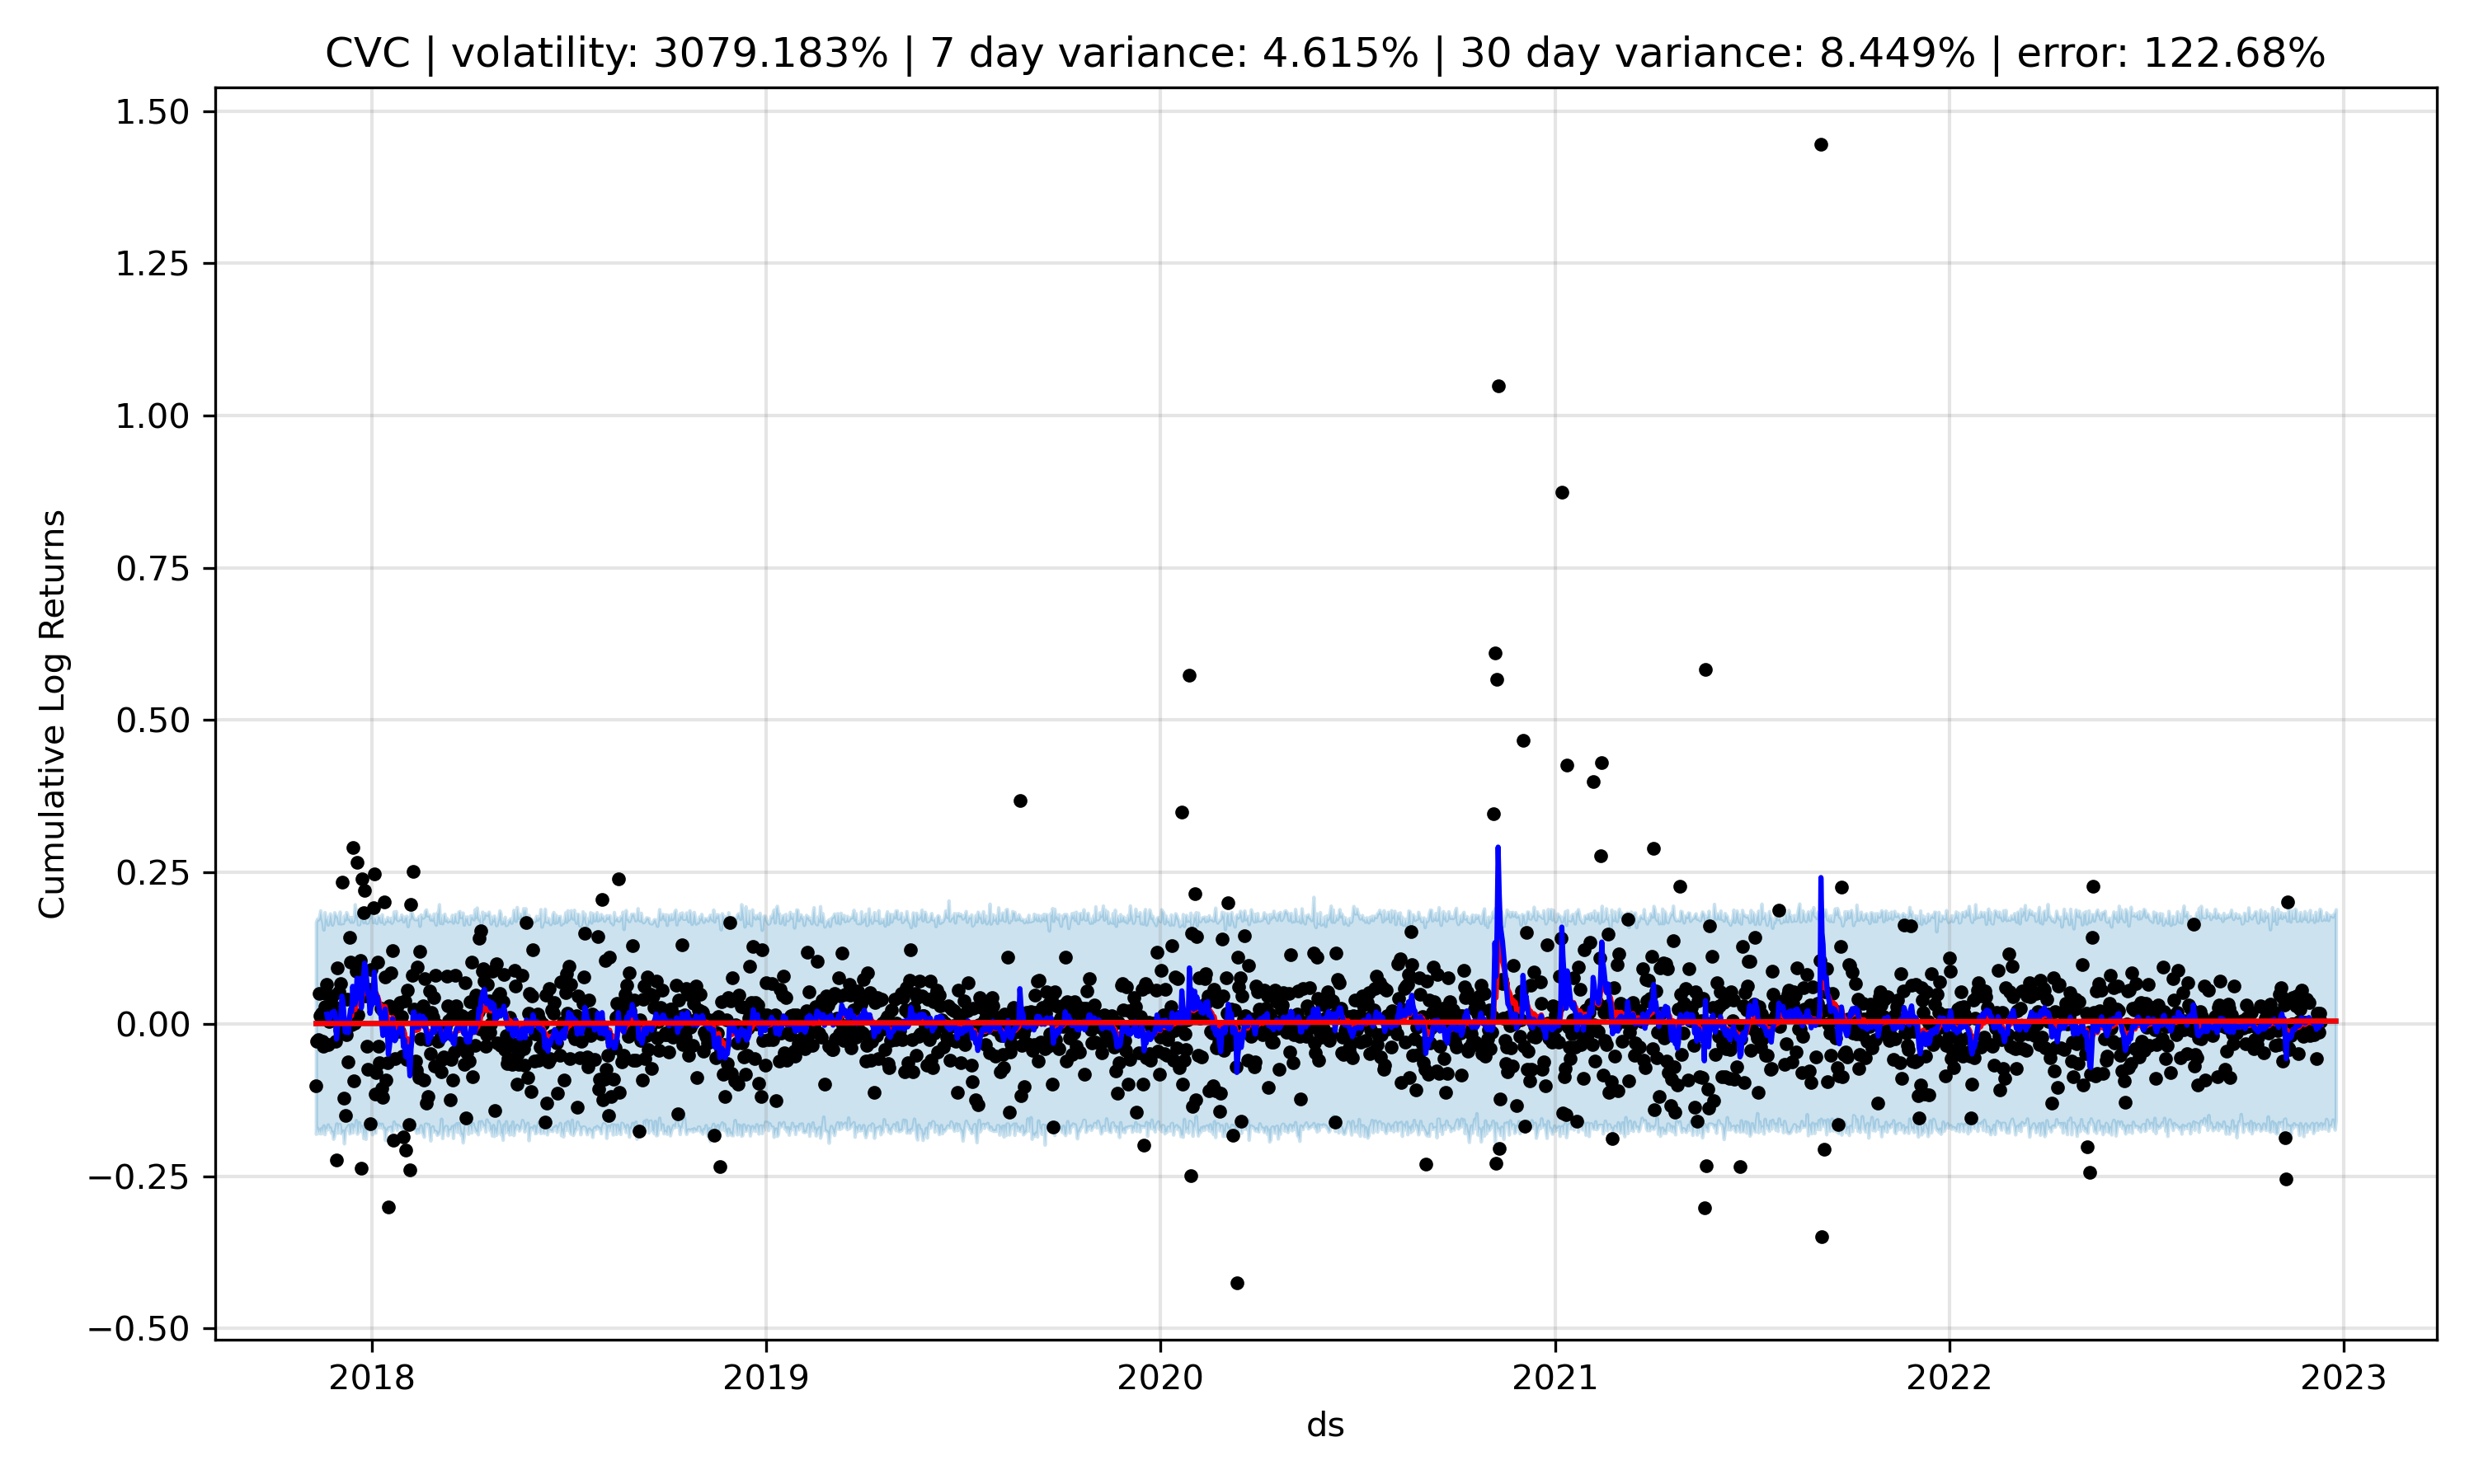 CVC | volatility: 3079.183% | 7 day variance: 4.615% | 30 day variance: 8.449% | error: 122.68%
1.50
1.25
1.00
0.75
0.50
0.25
0.00
−0.25
−0.50
Cumulative Log Returns
2018 2019 2020 2021 2022 2023
ds